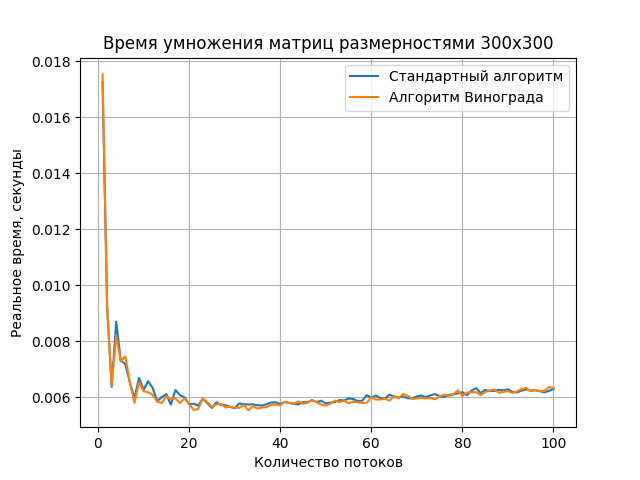 Время умножения матриц размерностями 300x300
Стандартный алгоритм
Алгоритм Винограда
Реальное время, секунды
0.018
0.016
0.014
0.012
0.010
0.008
0.006
0 20 40 60 80 100
Количество потоков